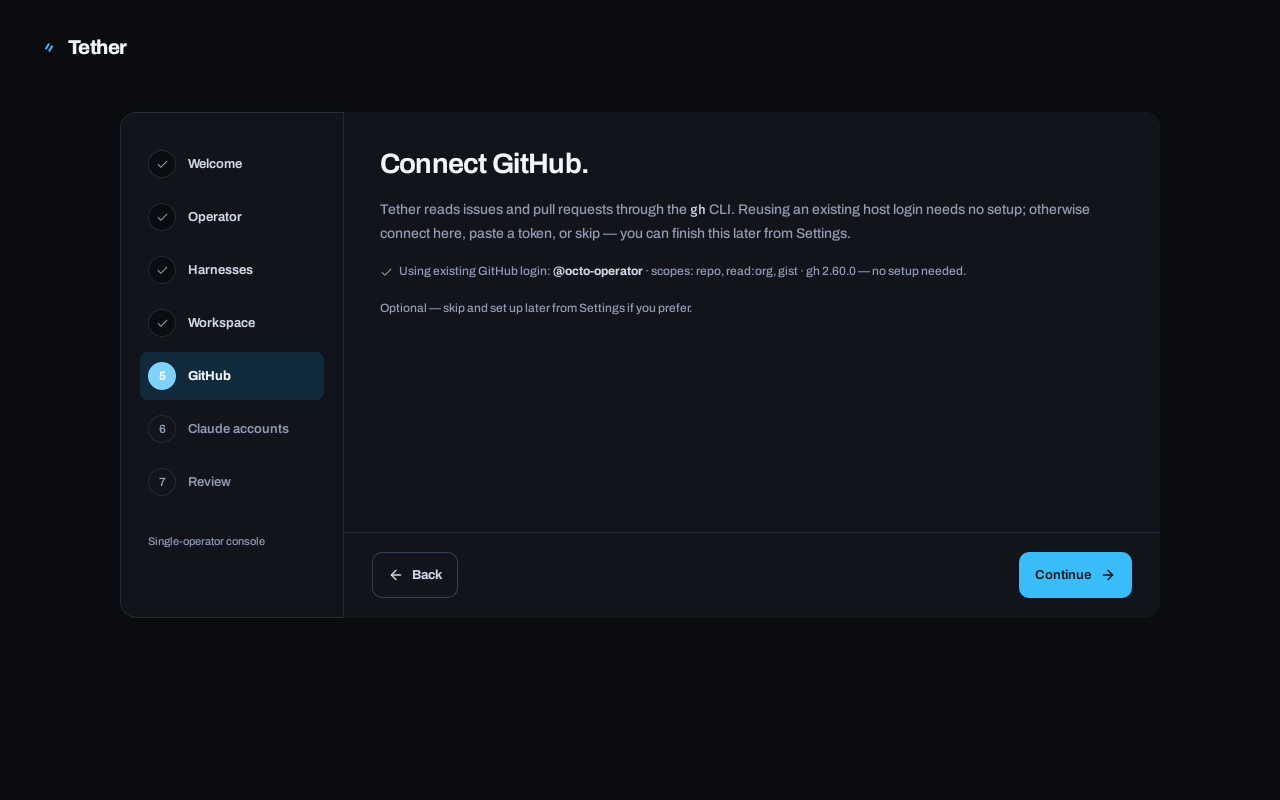 Tether
Welcome
Operator
Harnesses
Workspace
5 GitHub
6 Claude accounts
7 Review
Single-operator console
Connect GitHub.
Tether reads issues and pull requests through the gh CLI. Reusing an existing host login needs no setup; otherwise
connect here, paste a token, or skip — you can finish this later from Settings.
Using existing GitHub login: @octo-operator · scopes: repo, read:org, gist · gh 2.60.0 — no setup needed.
Optional — skip and set up later from Settings if you prefer.
Back
Continue